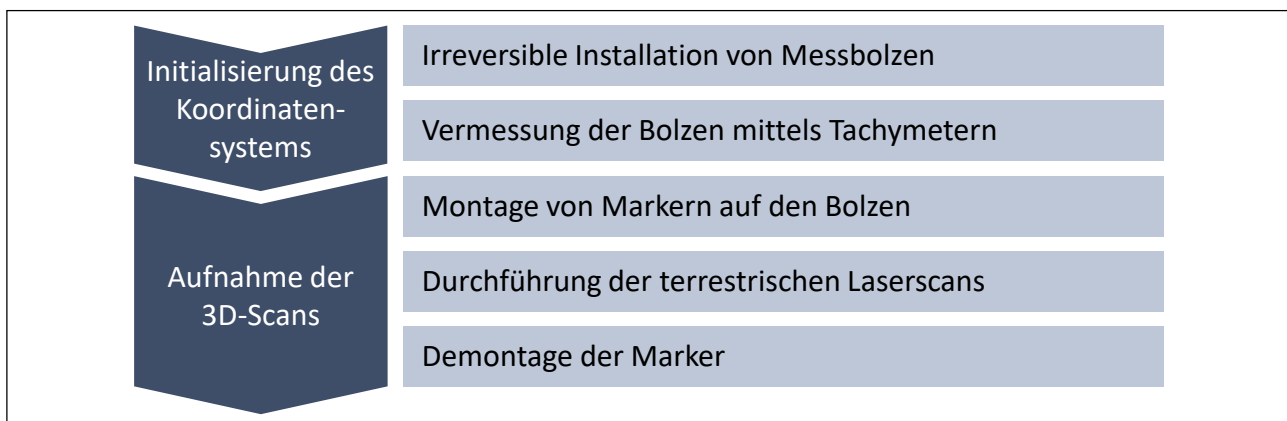 Initialisierung des
Koordinaten-
systems
Irreversible Installation von Messbolzen
Vermessung der Bolzen mittels Tachymetern
Aufnahme der
3D-Scans
Montage von Markern auf den Bolzen
Durchführung der terrestrischen Laserscans
Demontage der Marker